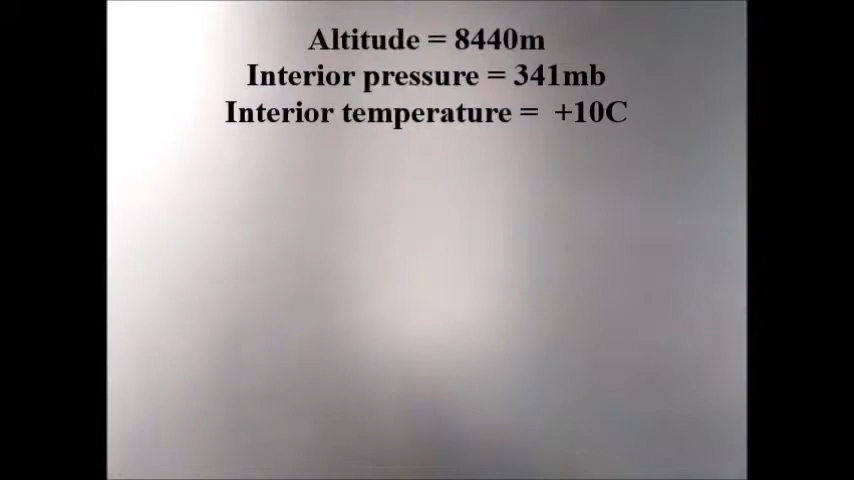 Altitude = 8440m
Interior pressure = 341mb
Interior temperature =  +10C